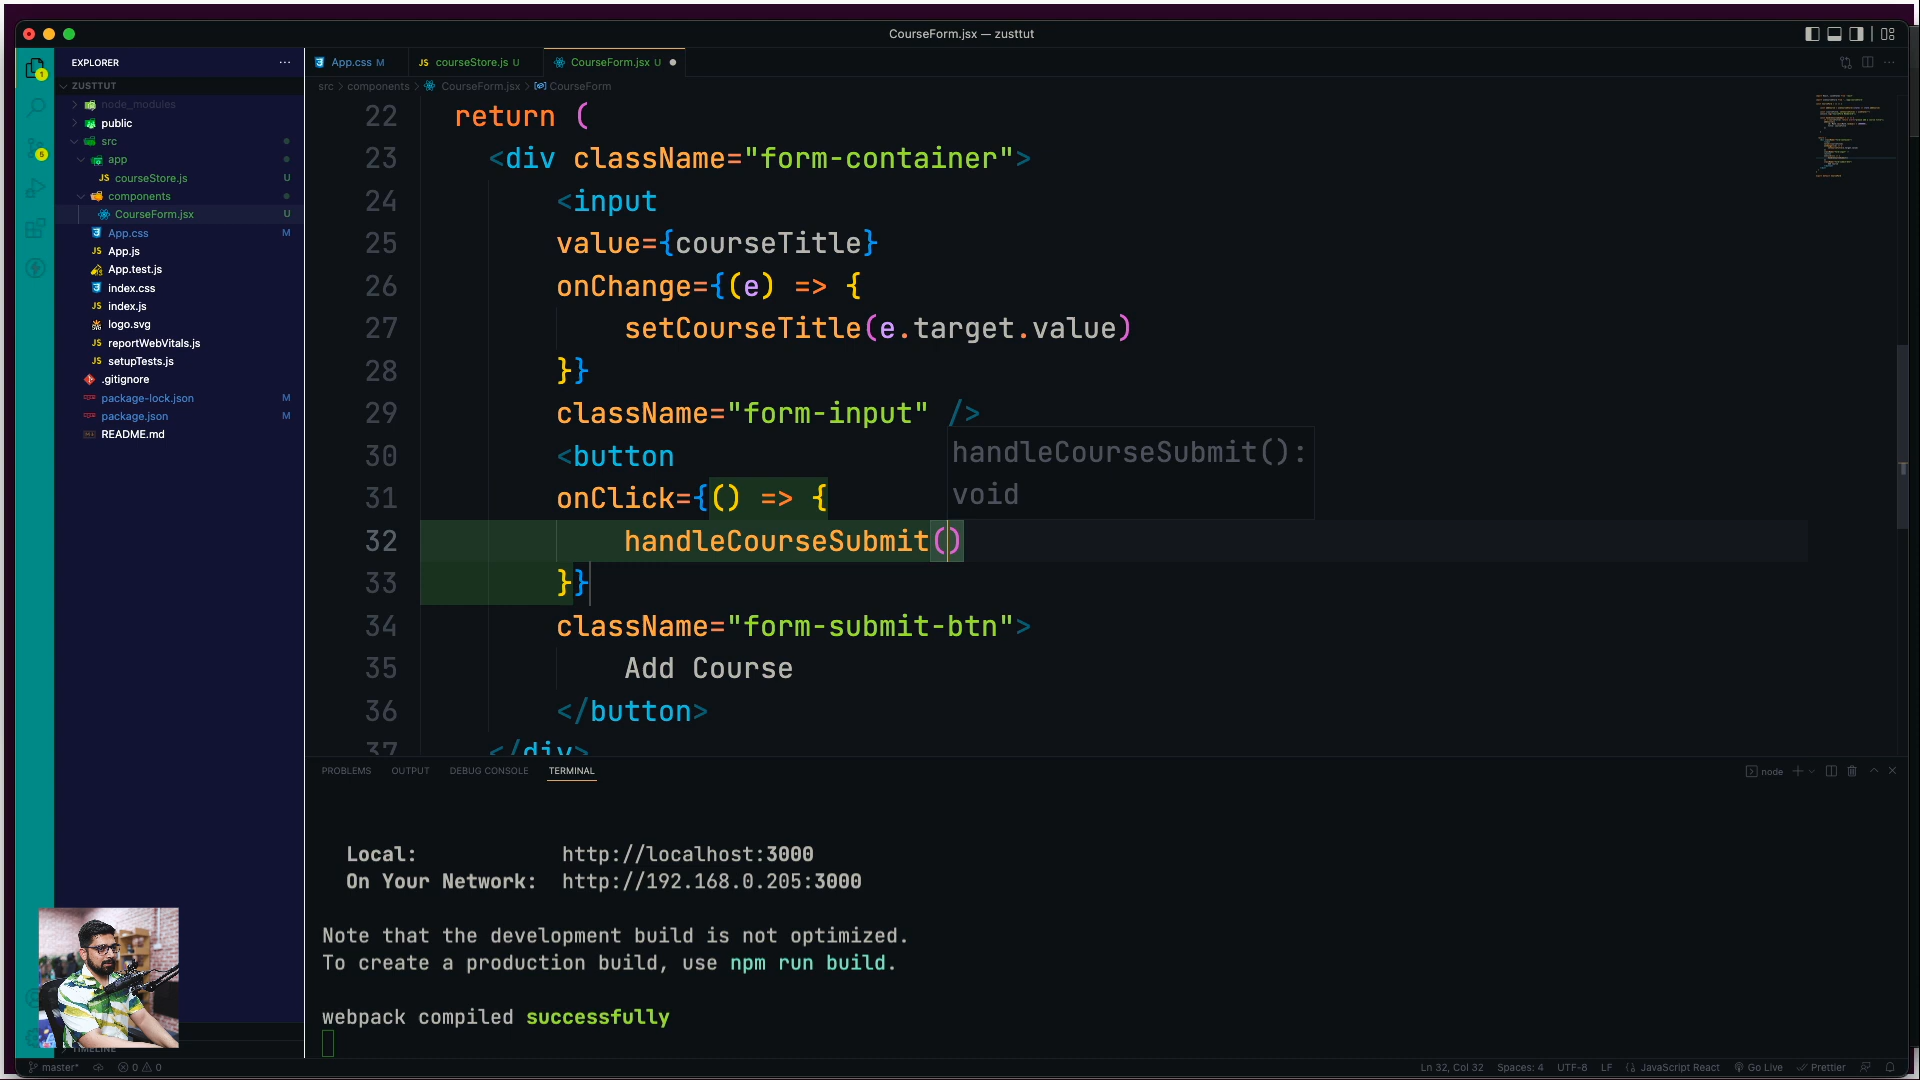 CourseForm.jsx — zusttut
EXPLORER
ZUSTTUT
node_modules
public
src
app
courseStore.js U
components
CourseForm.jsx U
App.css M
App.js
App.test.js
index.css
index.js
logo.svg
reportWebVitals.js
setupTests.js
.gitignore
package-lock.json M
package.json M
README.md
TIMELINE
App.css M
courseStore.js U
CourseForm.jsx U
src > components > CourseForm.jsx > CourseForm
22 return (
23 <div className="form-container">
24 <input
25 value={courseTitle}
26 onChange={(e) => {
27 setCourseTitle(e.target.value)
28 }}
29 className="form-input" />
30 <button
31 onClick={() => {
32 handleCourseSubmit()
33 }}
34 className="form-submit-btn">
35 Add Course
36 </button>
37 </div>
handleCourseSubmit():
void
PROBLEMS OUTPUT DEBUG CONSOLE TERMINAL
node
Local: http://localhost:3000
On Your Network: http://192.168.0.205:3000
Note that the development build is not optimized.
To create a production build, use npm run build.
webpack compiled successfully
master* 0 0
Ln 32, Col 32 Spaces: 4 UTF-8 LF JavaScript React Go Live Prettier